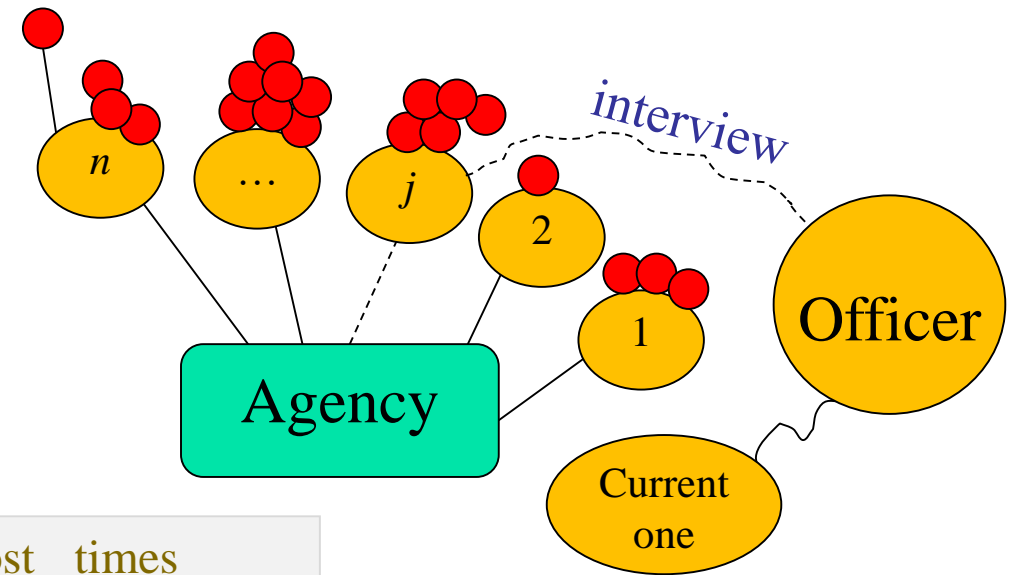 interview
n
…
j
2
1
Officer
Agency
Current
one
times